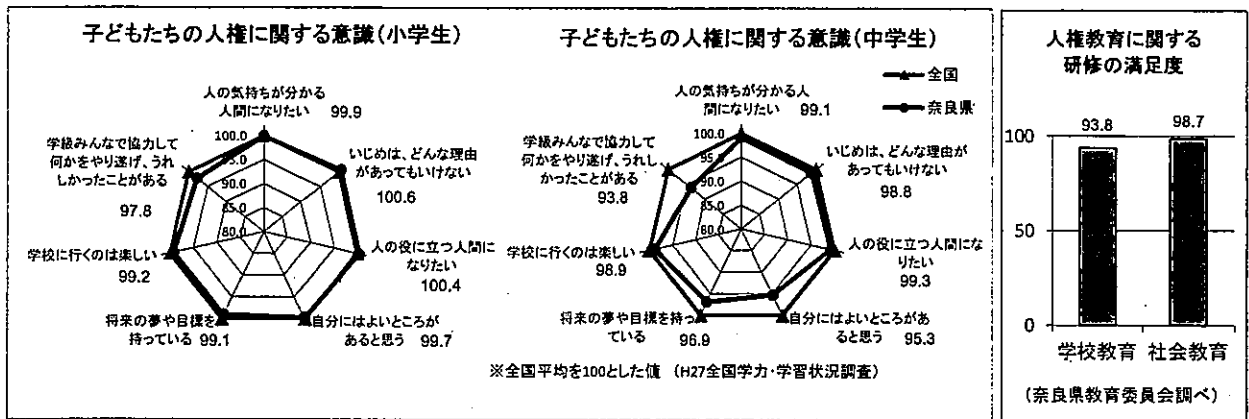 子どもたちの人権に関する意識(小学生)
人の気持ちが分かる
人間になりたい 99.9
100.0
95.0
90.0
85.0
80.0
いじめは、どんな理由
があってもいけない
100.6
人の役に立つ人間に
なりたい
100.4
自分にはよいところが
あると思う 99.7
将来の夢や目標を
持っている 99.1
学校に行くのは楽しい
99.2
学級みんなで協力して
何かをやり遂げ、うれ
しかったことがある
97.8
子どもたちの人権に関する意識(中学生)
全国
奈良県
人の気持ちが分かる人
間になりたい 99.1
100.0
95
90.0
85.0
80.0
いじめは、どんな理由が
あってもいけない
98.8
人の役に立つ人間にな
りたい
99.3
自分にはよいところがあ
ると思う 95.3
将来の夢や目標を持っ
ている 96.9
学校に行くのは楽しい
98.9
学級みんなで協力して
何かをやり遂げ、うれし
かったことがある
93.8
※全国平均を100とした値 (H27全国学力・学習状況調査)
人権教育に関する
研修の満足度
93.8 98.7
100
50
0
学校教育 社会教育
(奈良県教育委員会調べ)